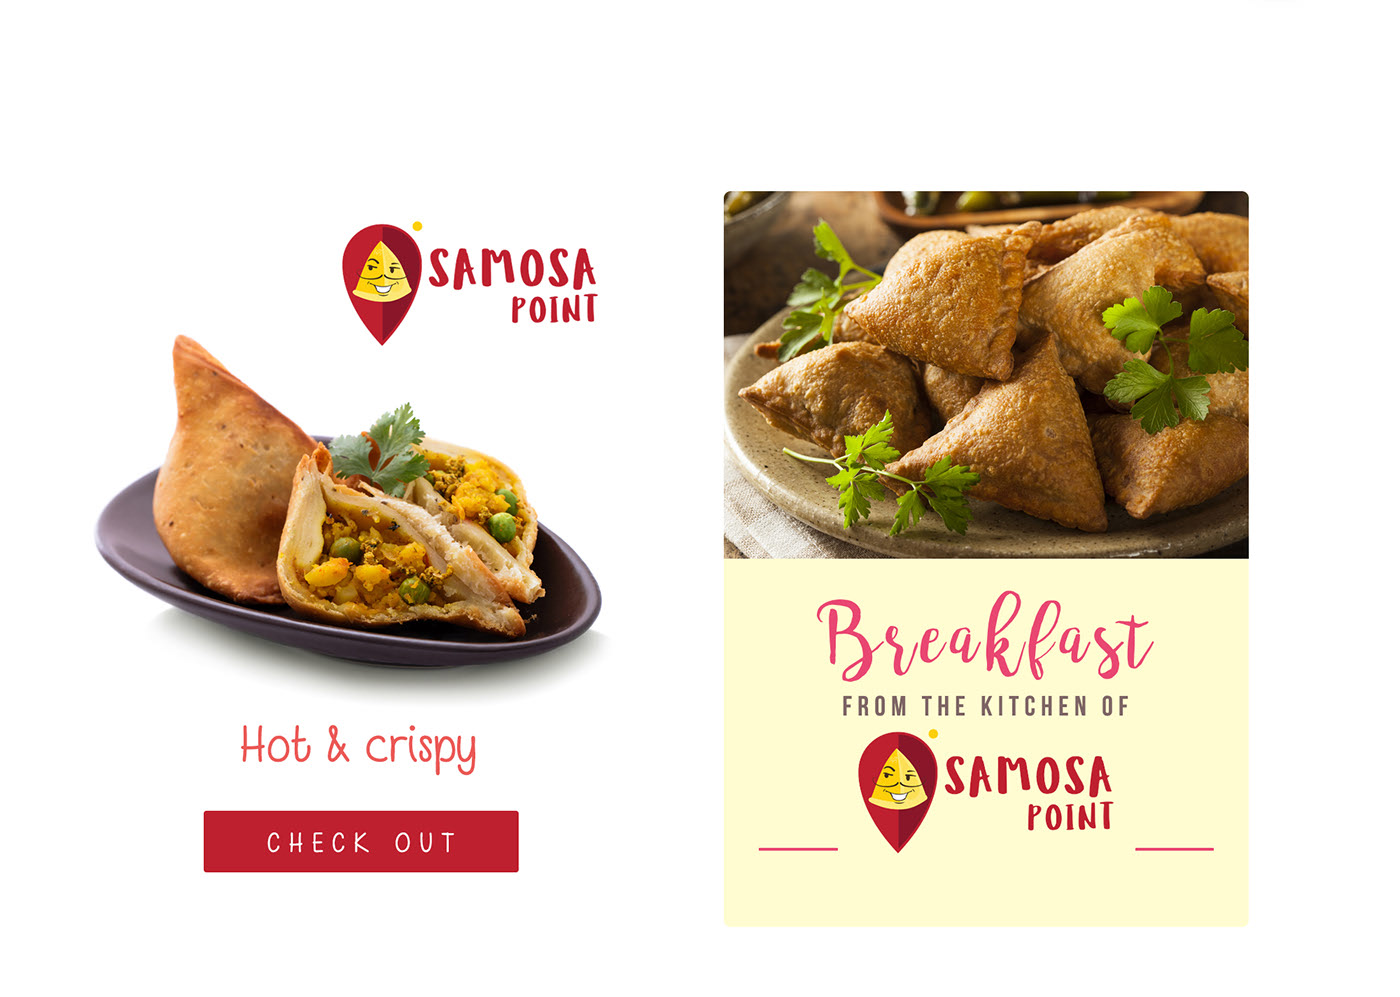 SAMOSA
POINT
Hot & crispy
CHECK OUT
Breakfast
FROM THE KITCHEN OF
SAMOSA
POINT